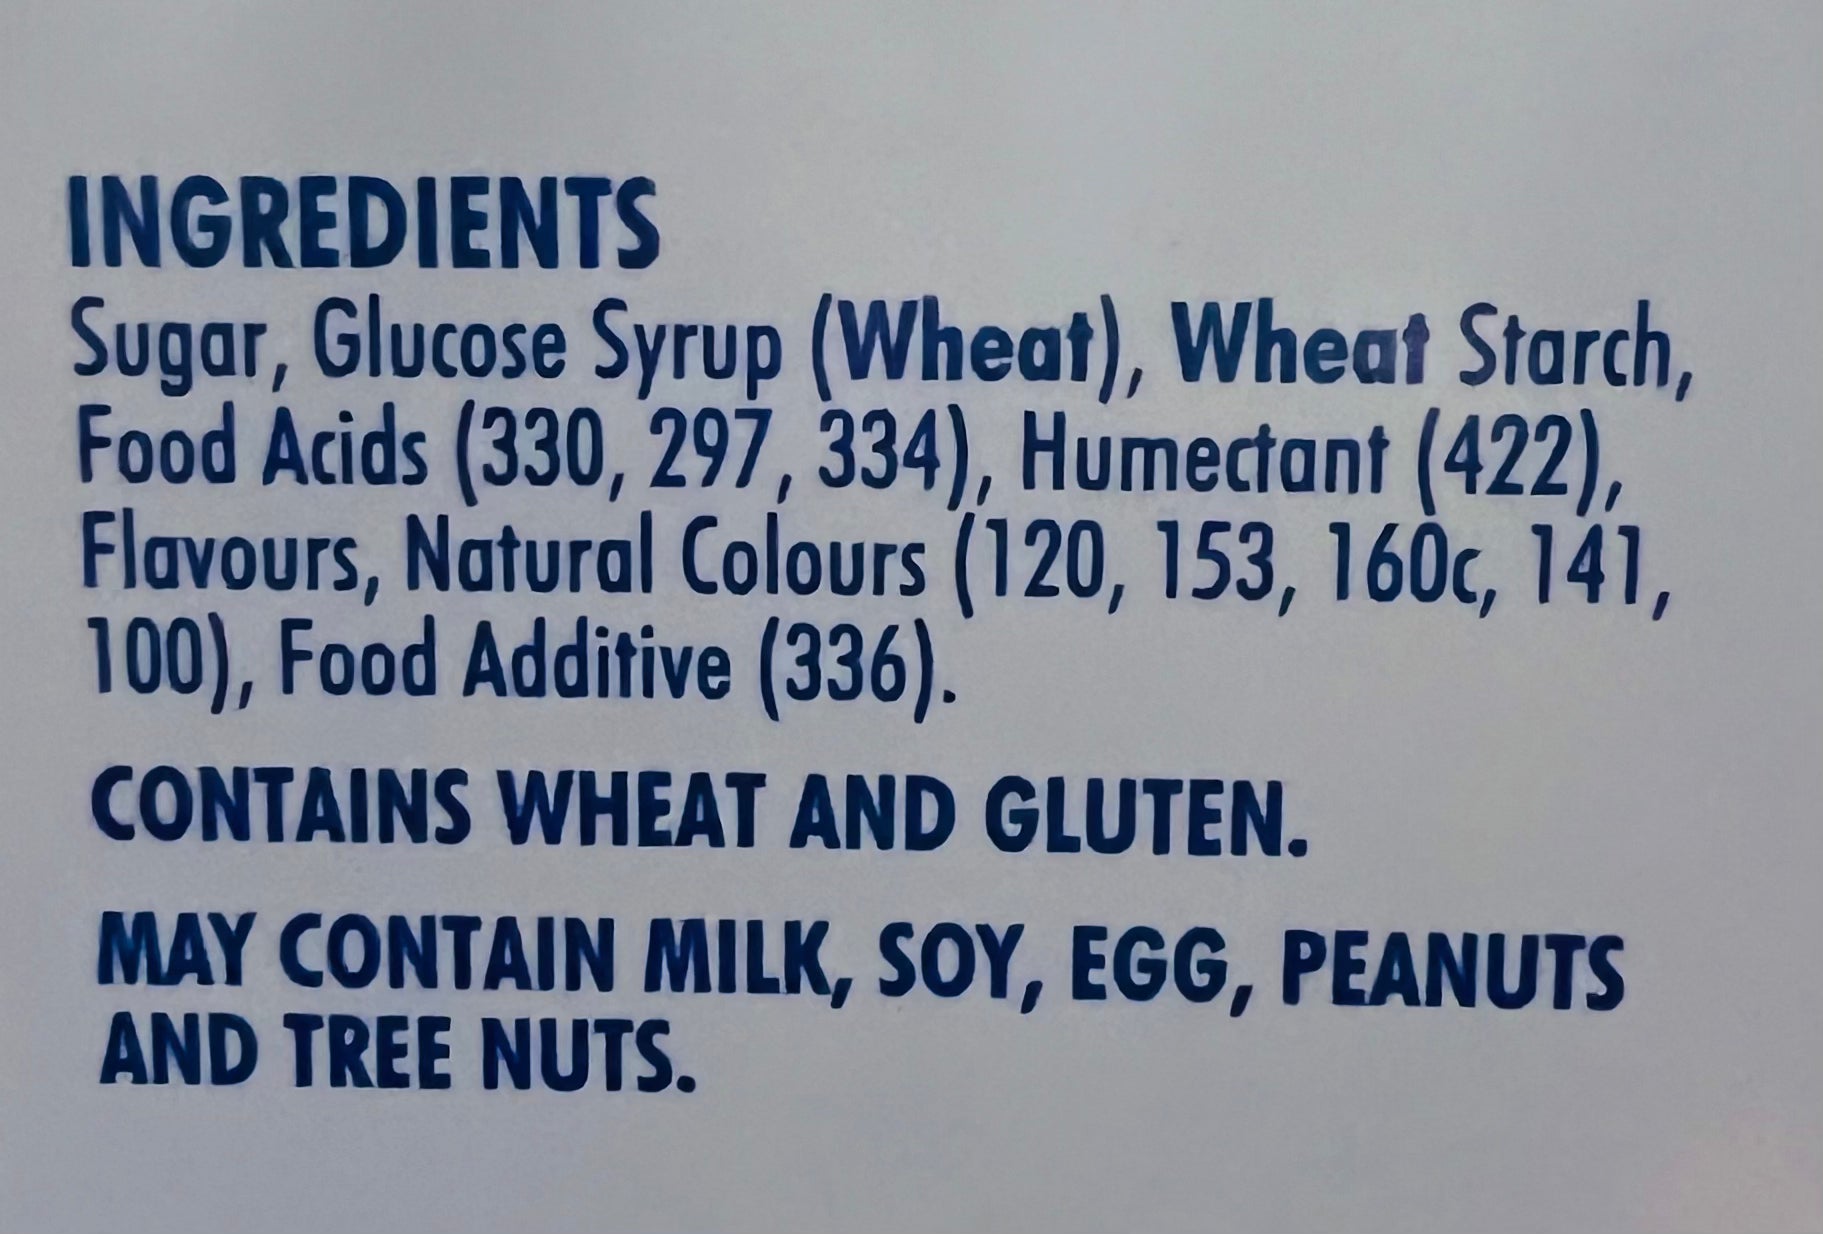 INGREDIENTS
Sugar, Glucose Syrup (Wheat), Wheat Starch,
Food Acids (330, 297, 334), Humectant (422),
Flavours, Natural Colours (120, 153, 160c, 141,
100), Food Additive (336).
CONTAINS WHEAT AND GLUTEN.
MAY CONTAIN MILK, SOY, EGG, PEANUTS
AND TREE NUTS.